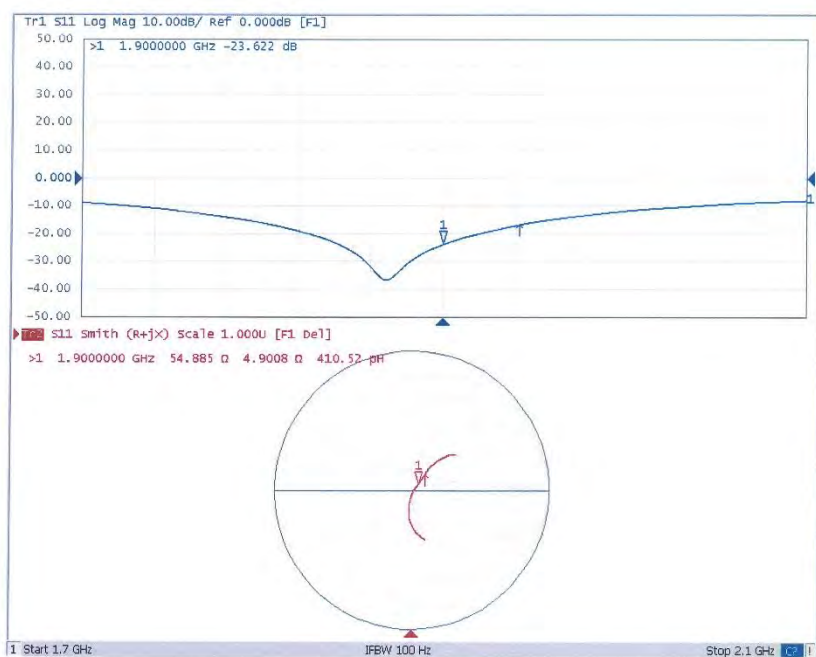 Tr1 S11 Log Mag 10.00dB/ Ref 0.000dB [F1]
50.00
>1 1.9000000 GHz -23.622 dB
40.00
30.00
20.00
10.00
0.000
-10.00
1
-20.00
1
-30.00
-40.00
-50.00
Tr2 S11 Smith (R+jX) Scale 1.000U [F1 Del]
>1 1.9000000 GHz 54.885 Ω 4.9008 Ω 410.52 pH
1
1 Start 1.7 GHz IFBW 100 Hz Stop 2.1 GHz C? !